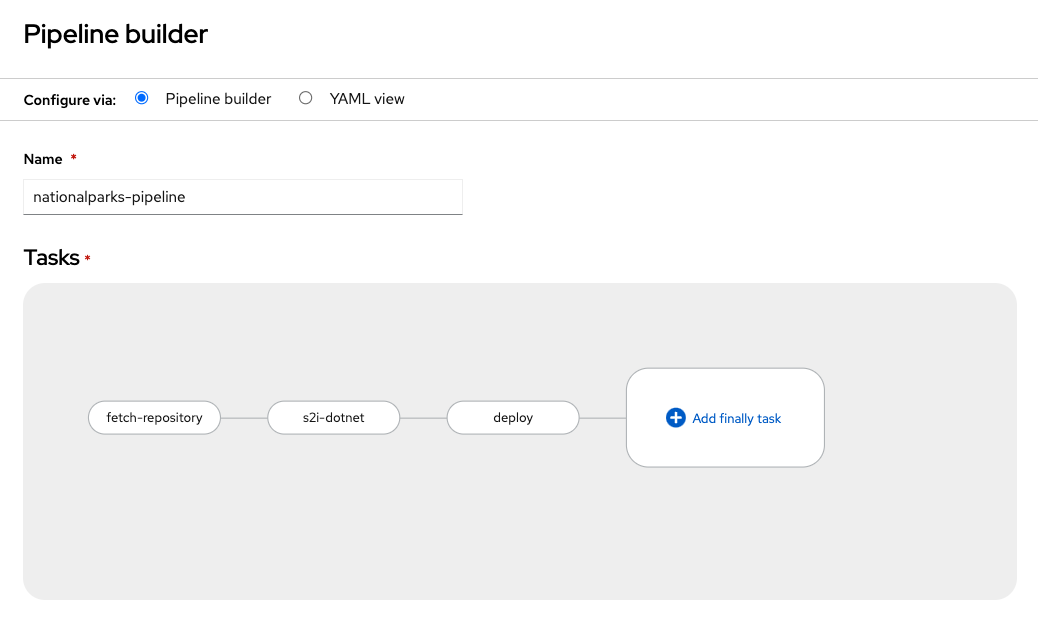 Pipeline builder
Configure via: Pipeline builder YAML view
Name *
nationalparks-pipeline
Tasks *
fetch-repository s2i-dotnet deploy Add finally task